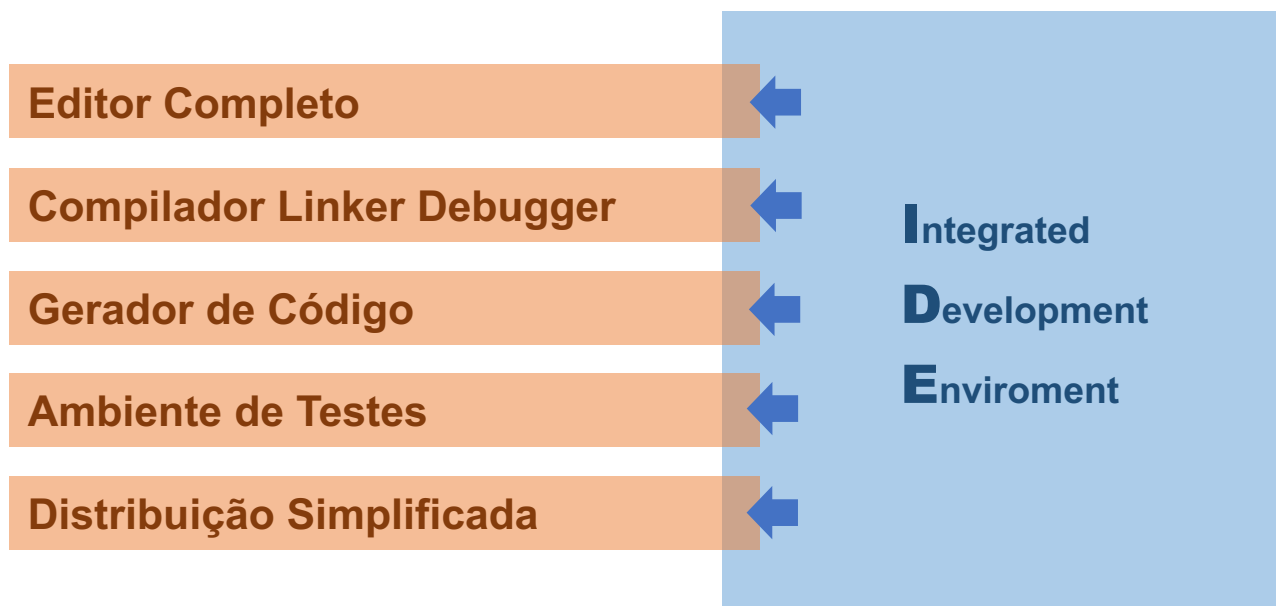 Editor Completo
Compilador Linker Debugger
Gerador de Código
Ambiente de Testes
Distribuição Simplificada
Integrated
Development
Enviroment